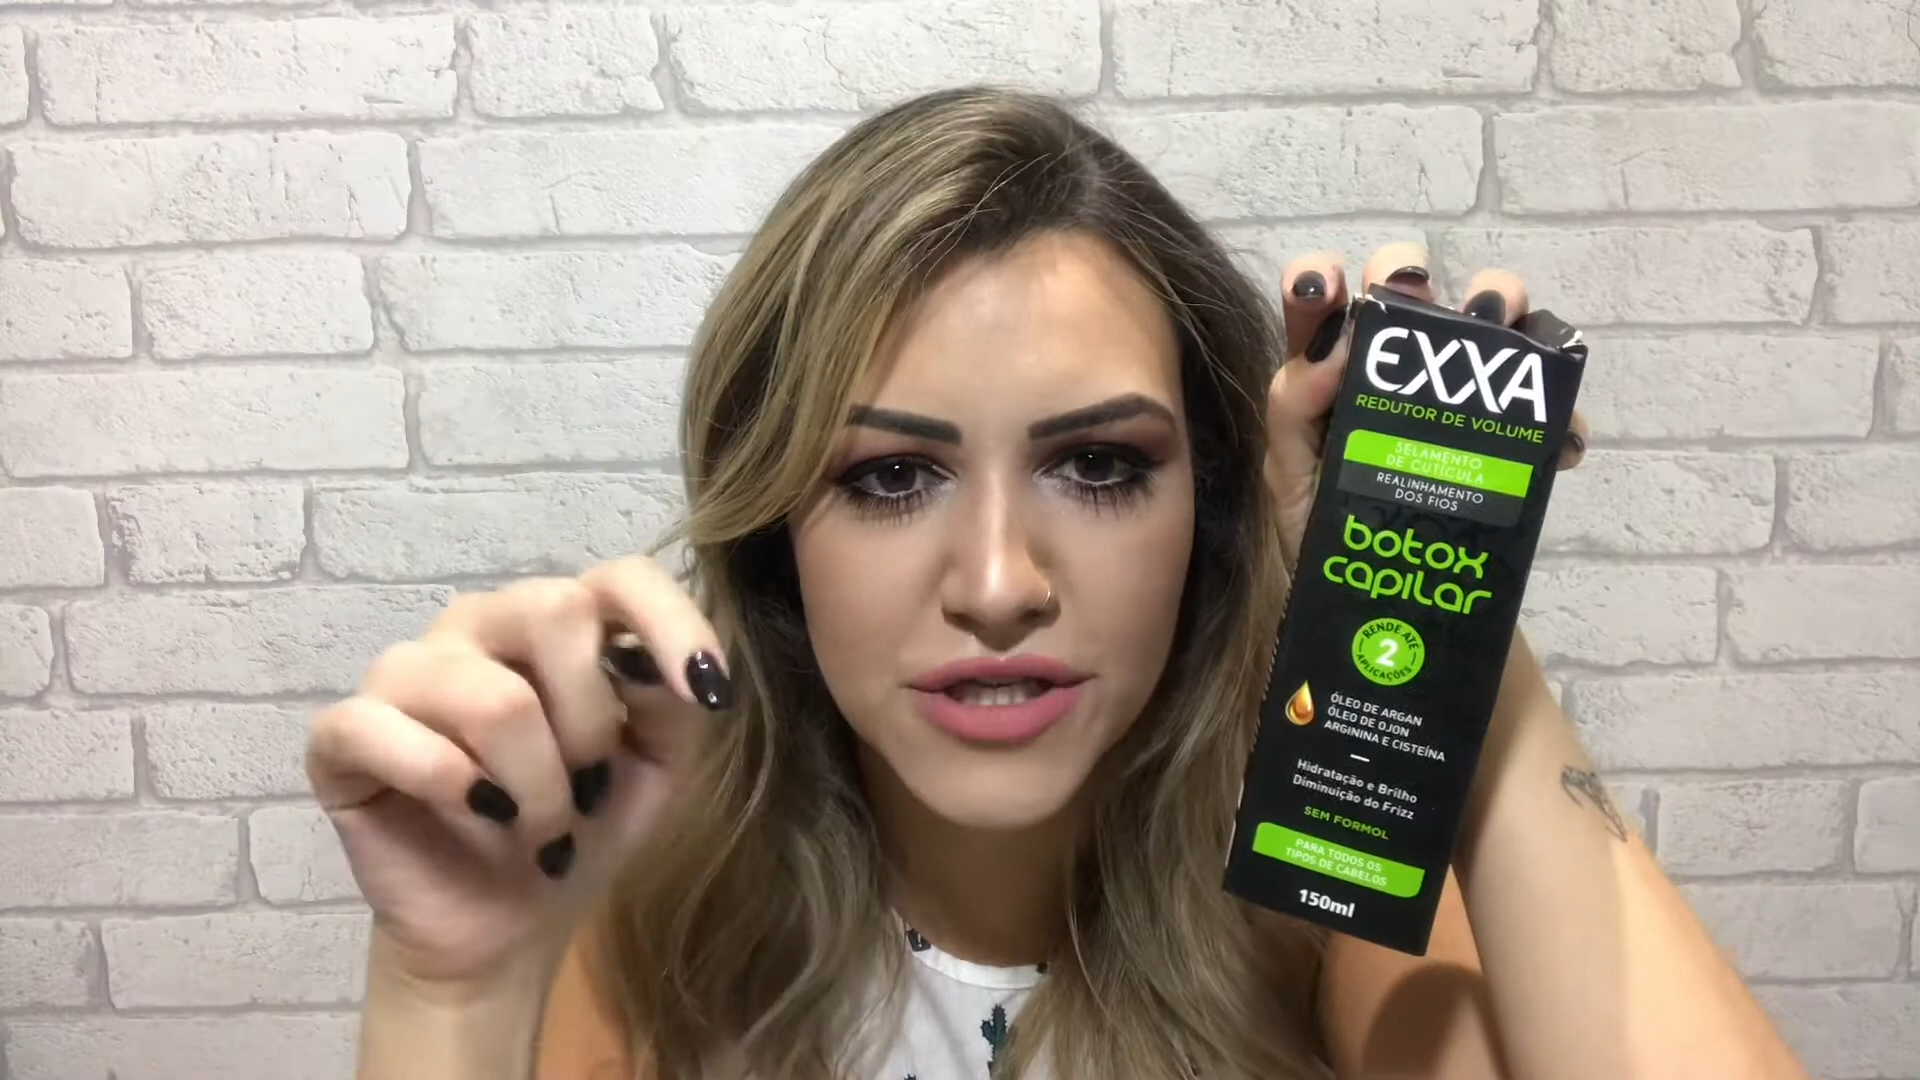 EXXA
REDUTOR DE VOLUME
SELAMENTO
DE CUTÍCULA
REALINHAMENTO
DOS FIOS
botox
capilar
RENDE ATÉ
2
APLICAÇÕES
ÓLEO DE ARGAN
ÓLEO DE OJON
ARGININA E CISTEÍNA
Hidratação e Brilho
Diminuição do Frizz
SEM FORMOL
PARA TODOS OS
TIPOS DE CABELOS
150ml